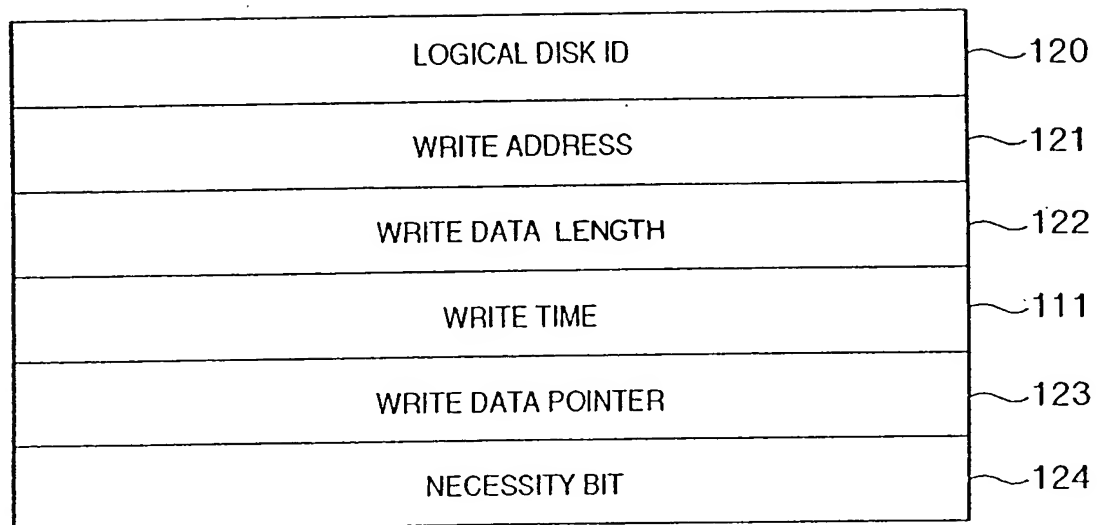 LOGICAL DISK ID 120
WRITE ADDRESS 121
WRITE DATA LENGTH 122
WRITE TIME 111
WRITE DATA POINTER 123
NECESSITY BIT 124